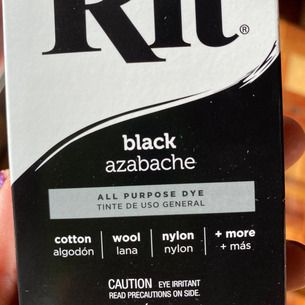 Rit®
black
azabache
ALL PURPOSE DYE
TINTE DE USO GENERAL
cotton wool nylon + more
algodón lana nylon + más
CAUTION EYE IRRITANT
READ PRECAUTIONS ON SIDE